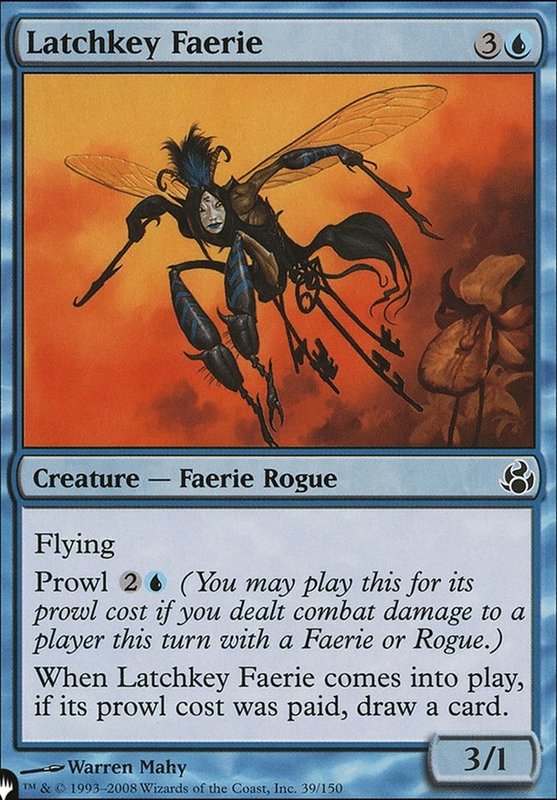 Latchkey Faerie 3
Creature — Faerie Rogue
Flying
Prowl 2 (You may play this for its
prowl cost if you dealt combat damage to a
player this turn with a Faerie or Rogue.)
When Latchkey Faerie comes into play,
if its prowl cost was paid, draw a card.
3/1
Warren Mahy
™ & © 1993–2008 Wizards of the Coast, Inc. 39/150